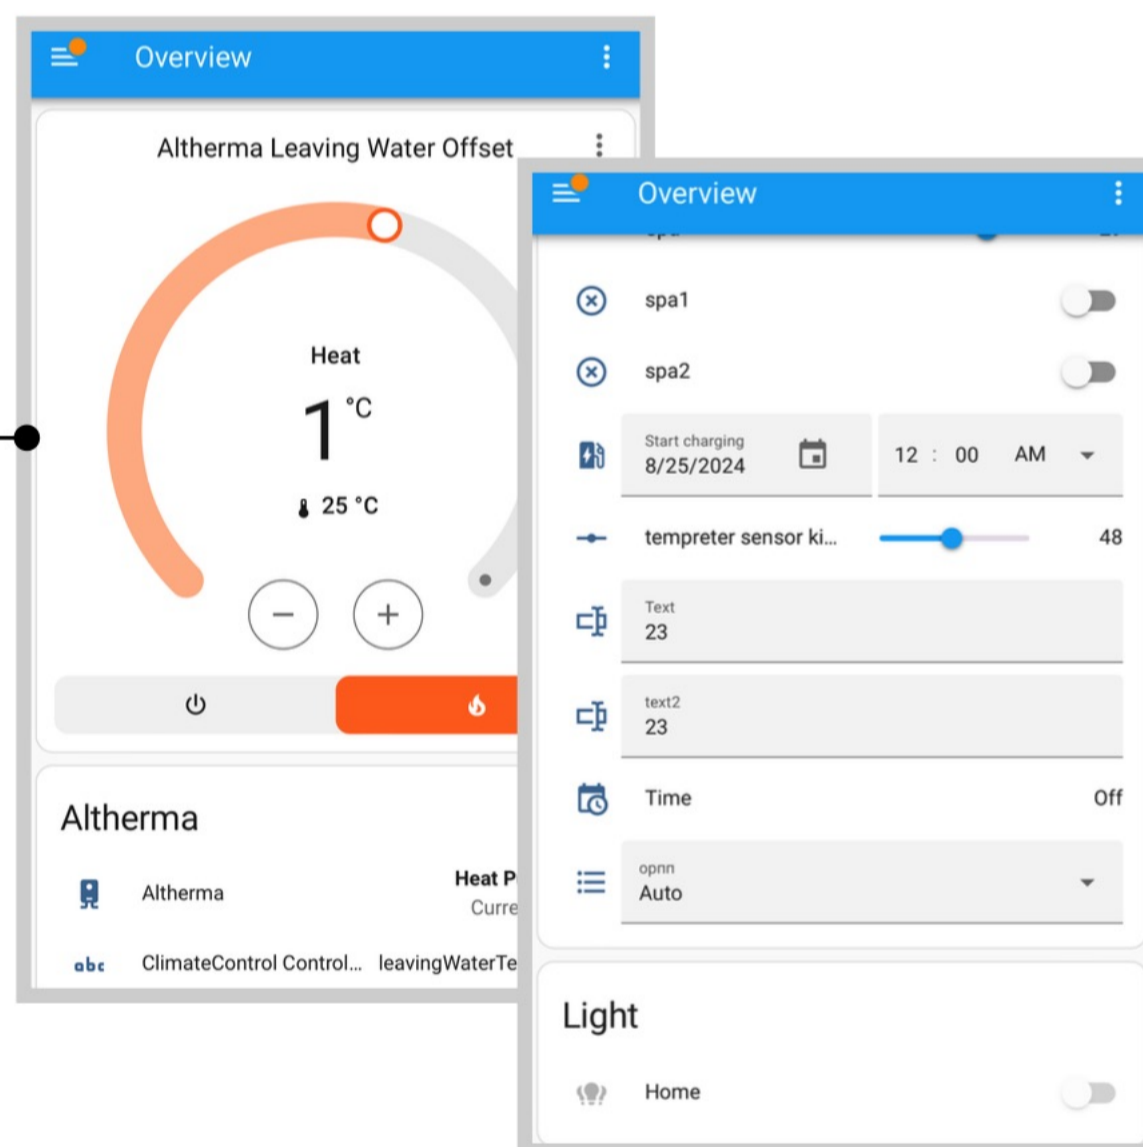 Overview
Altherma Leaving Water Offset
Heat
1 °C
25 °C
Altherma
Altherma Heat P
Curre
abc ClimateControl Control... leavingWaterTe
Overview
spa1
spa2
Start charging
8/25/2024 12 : 00 AM
tempreter sensor ki... 48
Text
23
text2
23
Time Off
орпп
Auto
Light
Home